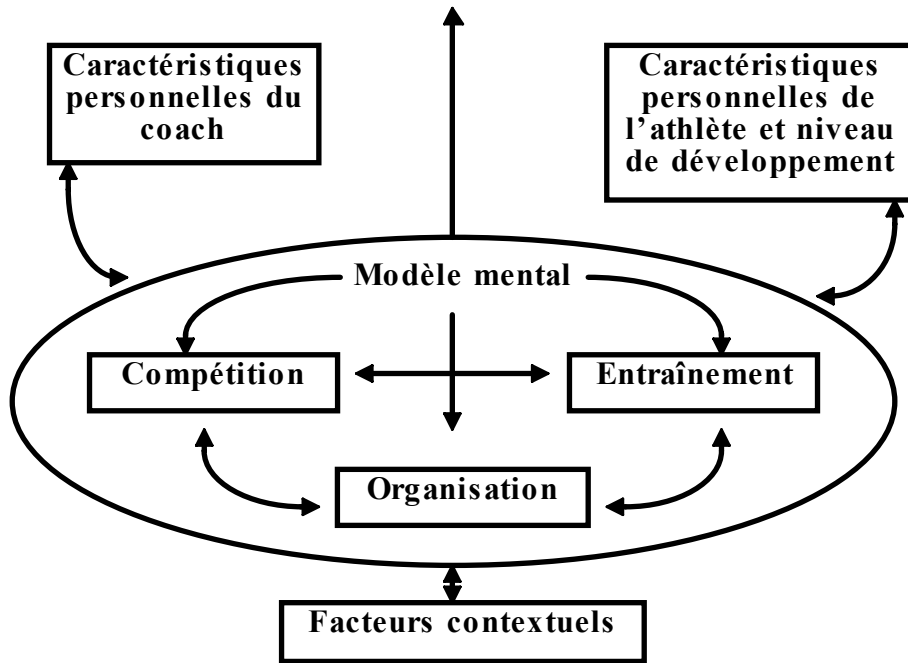 Caractéristiques
personnelles du
coach
Caractéristiques
personnelles de
l’athlète et niveau
de développement
Modèle mental
Compétition
Entraînement
Organisation
Facteurs contextuels